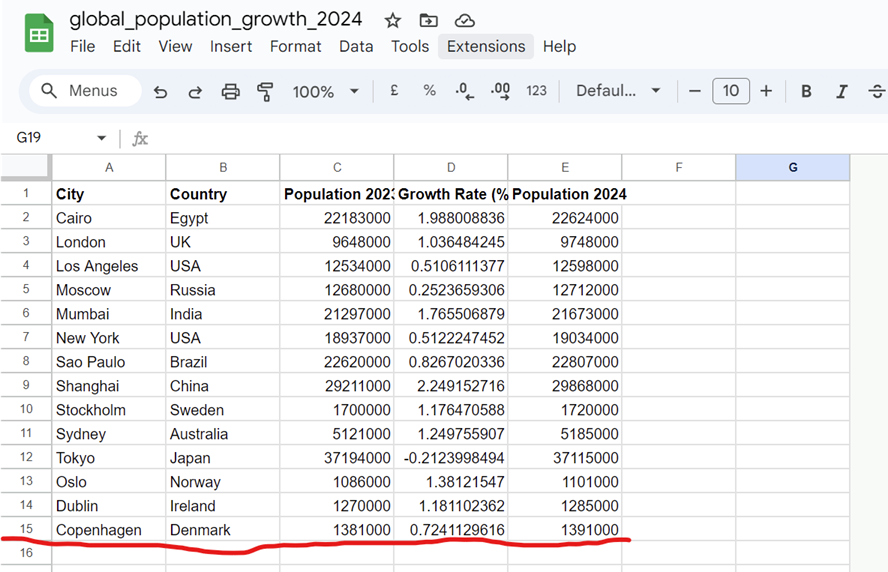 global_population_growth_2024
File Edit View Insert Format Data Tools Extensions Help
Menus 100% £ % .0 .00 123 Defaul... 10 B I S
G19 fx
A B C D E F G
1 City Country Population 2023 Growth Rate (% Population 2024
2 Cairo Egypt 22183000 1.988008836 22624000
3 London UK 9648000 1.036484245 9748000
4 Los Angeles USA 12534000 0.5106111377 12598000
5 Moscow Russia 12680000 0.2523659306 12712000
6 Mumbai India 21297000 1.765506879 21673000
7 New York USA 18937000 0.5122247452 19034000
8 Sao Paulo Brazil 22620000 0.8267020336 22807000
9 Shanghai China 29211000 2.249152716 29868000
10 Stockholm Sweden 1700000 1.176470588 1720000
11 Sydney Australia 5121000 1.249755907 5185000
12 Tokyo Japan 37194000 -0.2123998494 37115000
13 Oslo Norway 1086000 1.38121547 1101000
14 Dublin Ireland 1270000 1.181102362 1285000
15 Copenhagen Denmark 1381000 0.7241129616 1391000
16